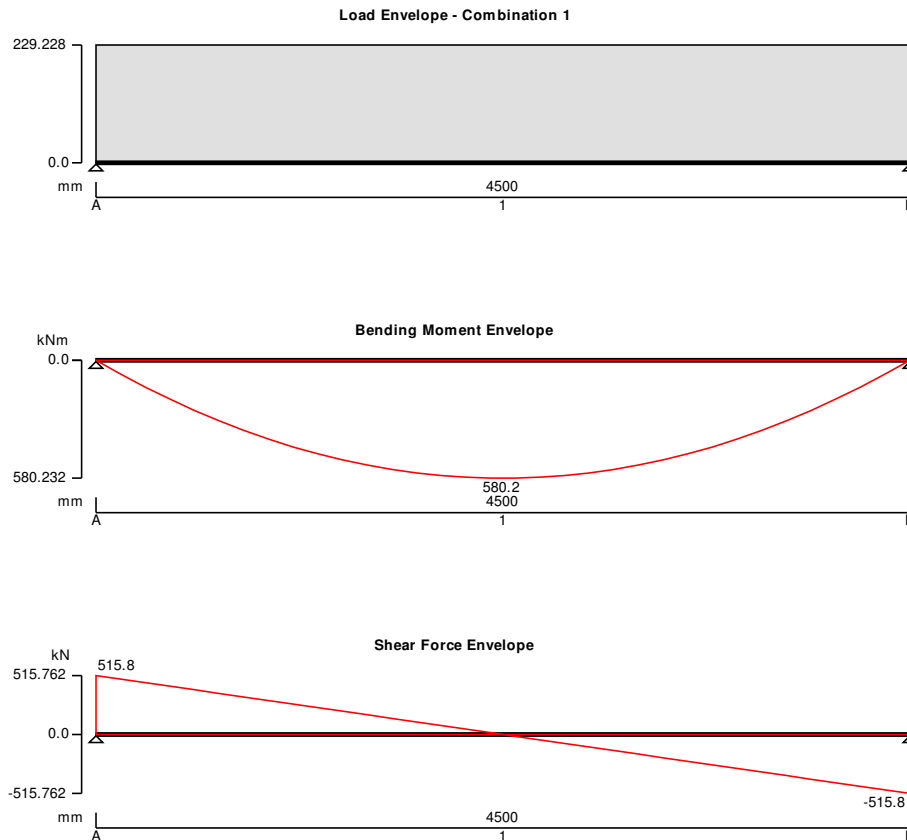 Load Envelope - Combination 1
229.228
0.0
mm
4500
A
1
Bending Moment Envelope
kNm
0.0
580.232
580.2
mm
4500
A
1
Shear Force Envelope
kN
515.8
515.762
0.0
-515.762
-515.8
mm
4500
A
1